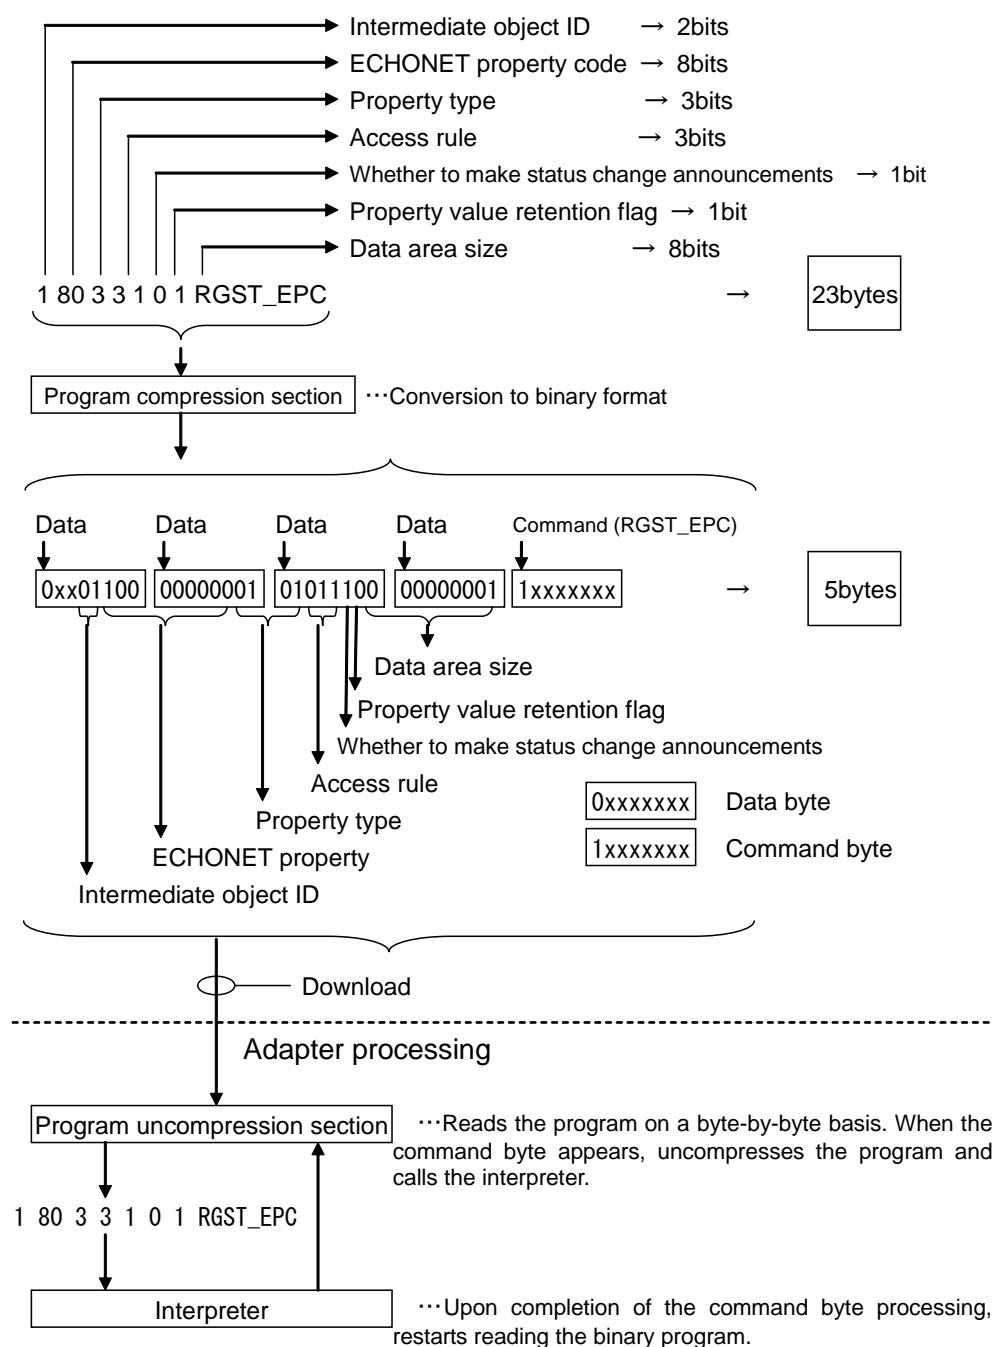 Intermediate object ID → 2bits
ECHONET property code → 8bits
Property type → 3bits
Access rule → 3bits
Whether to make status change announcements → 1bit
Property value retention flag → 1bit
Data area size → 8bits
1 80 3 3 1 0 1 RGST_EPC → 23bytes
Program compression section …Conversion to binary format
Data Data Data Data Command (RGST_EPC)
0xx01100 00000001 01011100 00000001 1xxxxxxx → 5bytes
Data area size
Property value retention flag
Whether to make status change announcements
Access rule
0xxxxxxx Data byte
Property type
1xxxxxxx Command byte
ECHONET property
Intermediate object ID
Download
Adapter processing
Program uncompression section …Reads the program on a byte-by-byte basis. When the
command byte appears, uncompresses the program and
calls the interpreter.
1 80 3 3 1 0 1 RGST_EPC
Interpreter …Upon completion of the command byte processing,
restarts reading the binary program.